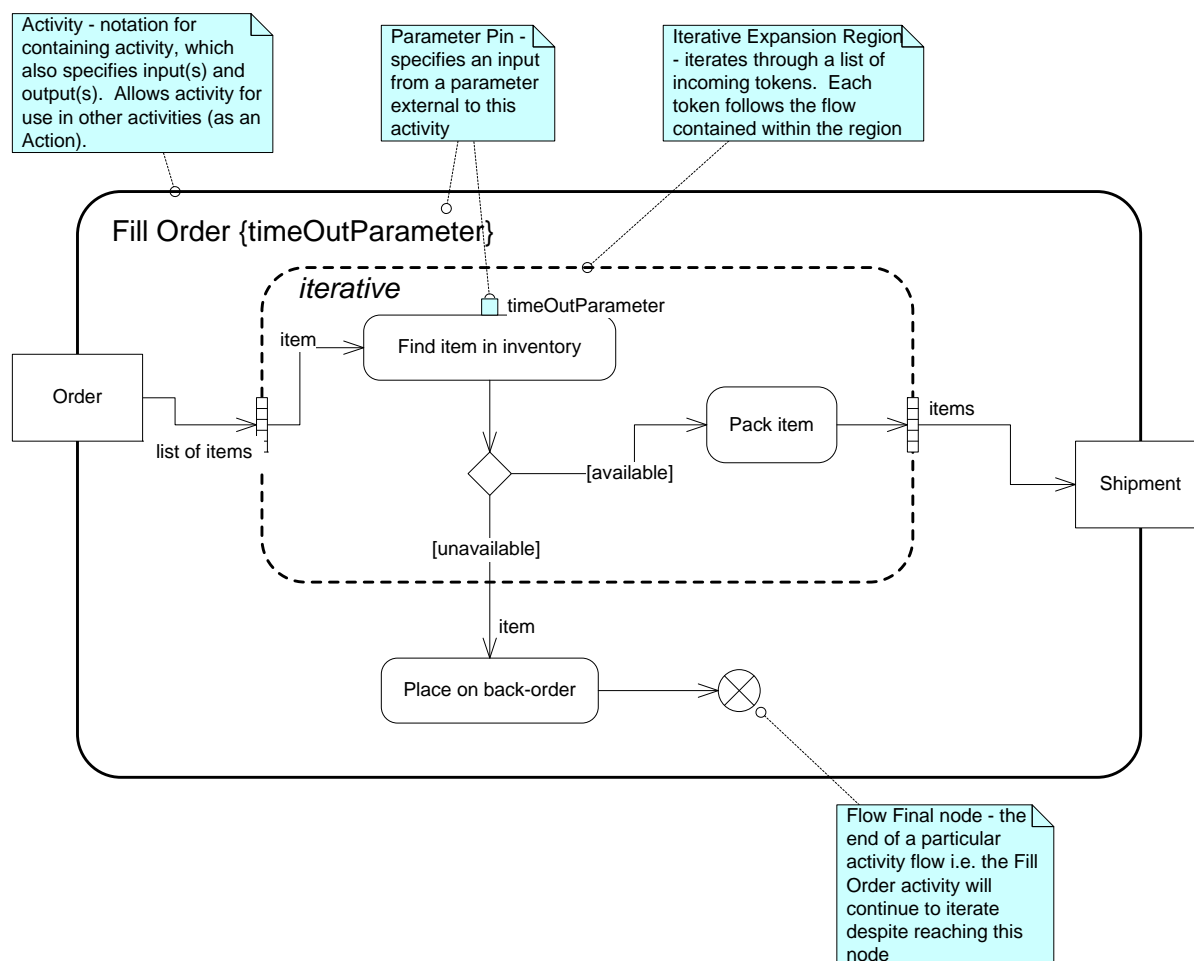 Activity - notation for
containing activity, which
also specifies input(s) and
output(s).  Allows activity for
use in other activities (as an
Action).
Parameter Pin -
specifies an input
from a parameter
external to this
activity
Iterative Expansion Region
- iterates through a list of
incoming tokens.  Each
token follows the flow
contained within the region
Fill Order {timeOutParameter}
iterative
timeOutParameter
item
Find item in inventory
Order
list of items
Pack item
items
[available]
Shipment
[unavailable]
item
Place on back-order
Flow Final node - the
end of a particular
activity flow i.e. the Fill
Order activity will
continue to iterate
despite reaching this
node